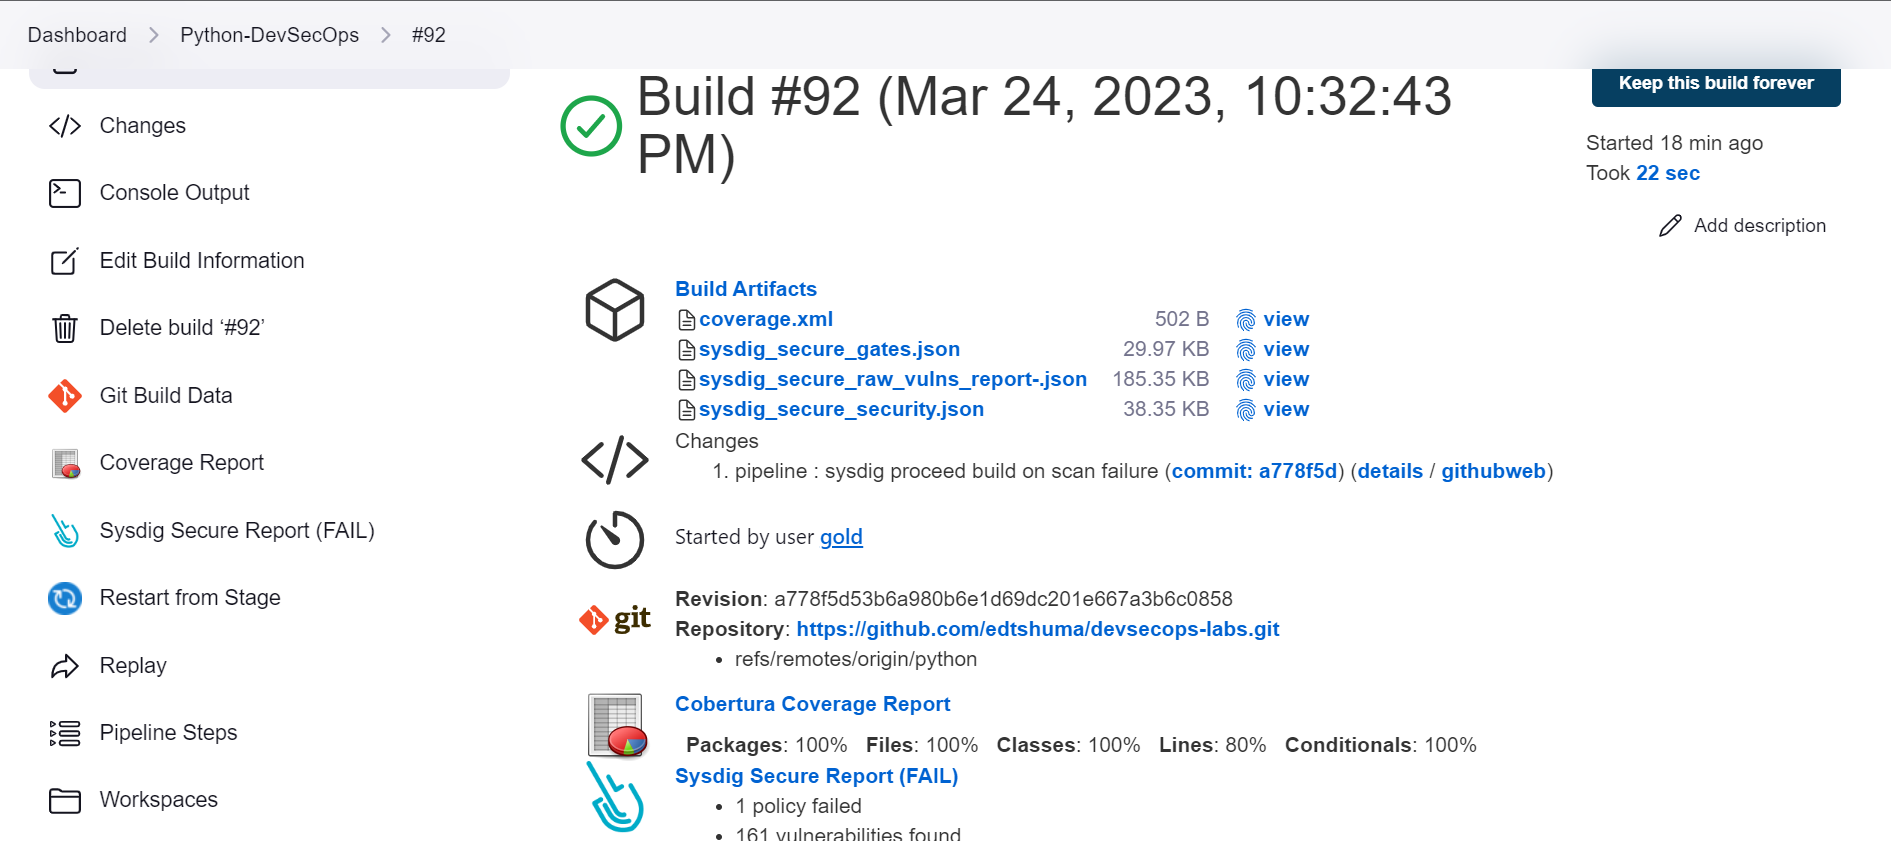 Dashboard > Python-DevSecOps > #92
Changes
Console Output
Edit Build Information
Delete build ‘#92’
Git Build Data
Coverage Report
Sysdig Secure Report (FAIL)
Restart from Stage
Replay
Pipeline Steps
Workspaces
Build #92 (Mar 24, 2023, 10:32:43
PM)
Keep this build forever
Started 18 min ago
Took 22 sec
Add description
Build Artifacts
coverage.xml 502 B view
sysdig_secure_gates.json 29.97 KB view
sysdig_secure_raw_vulns_report-.json 185.35 KB view
sysdig_secure_security.json 38.35 KB view
Changes
1. pipeline : sysdig proceed build on scan failure (commit: a778f5d) (details / githubweb)
Started by user gold
git
Revision: a778f5d53b6a980b6e1d69dc201e667a3b6c0858
Repository: https://github.com/edtshuma/devsecops-labs.git
• refs/remotes/origin/python
Cobertura Coverage Report
Packages: 100% Files: 100% Classes: 100% Lines: 80% Conditionals: 100%
Sysdig Secure Report (FAIL)
• 1 policy failed
• 161 vulnerabilities found